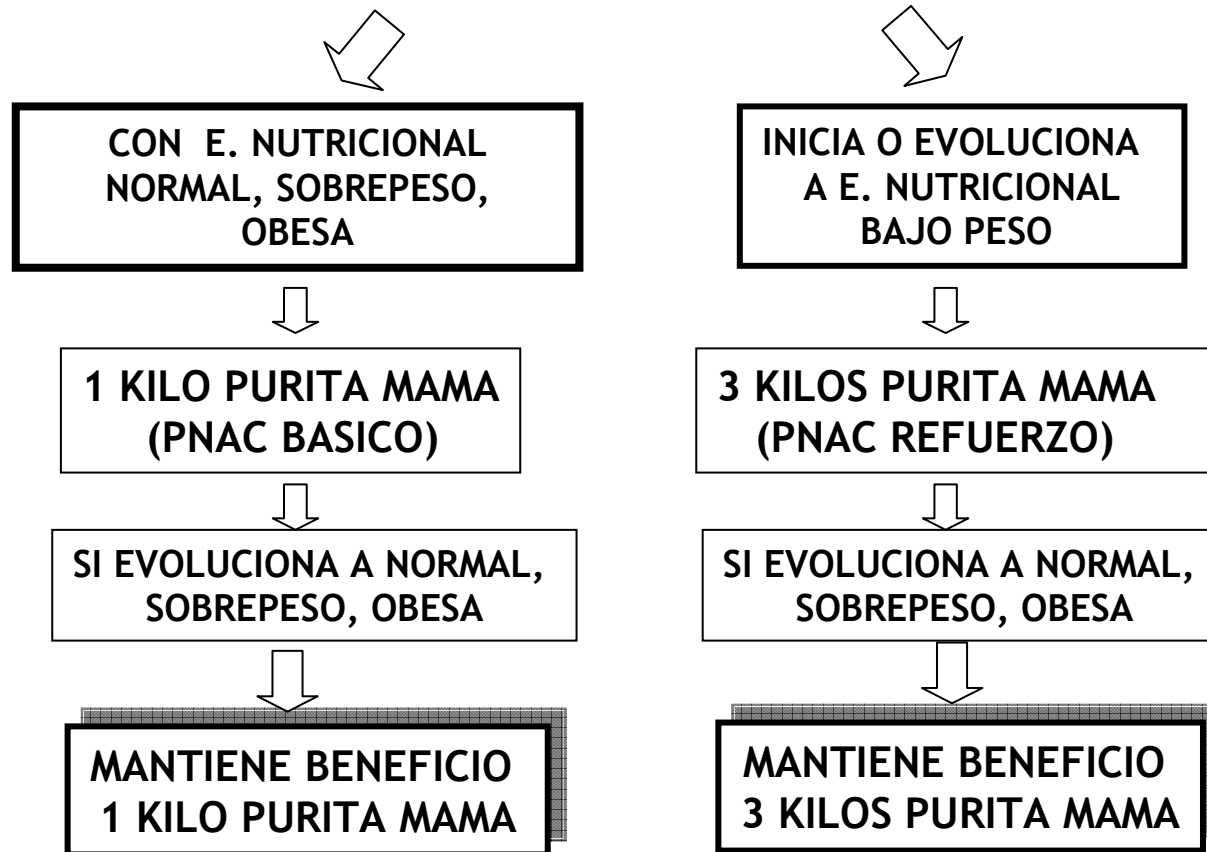 CON E. NUTRICIONAL
NORMAL, SOBREPESO,
OBESA
1 KILO PURITA MAMA
(PNAC BASICO)
SI EVOLUCIONA A NORMAL,
SOBREPESO, OBESA
MANTIENE BENEFICIO
1 KILO PURITA MAMA
INICIA O EVOLUCIONA
A E. NUTRICIONAL
BAJO PESO
3 KILOS PURITA MAMA
(PNAC REFUERZO)
SI EVOLUCIONA A NORMAL,
SOBREPESO, OBESA
MANTIENE BENEFICIO
3 KILOS PURITA MAMA